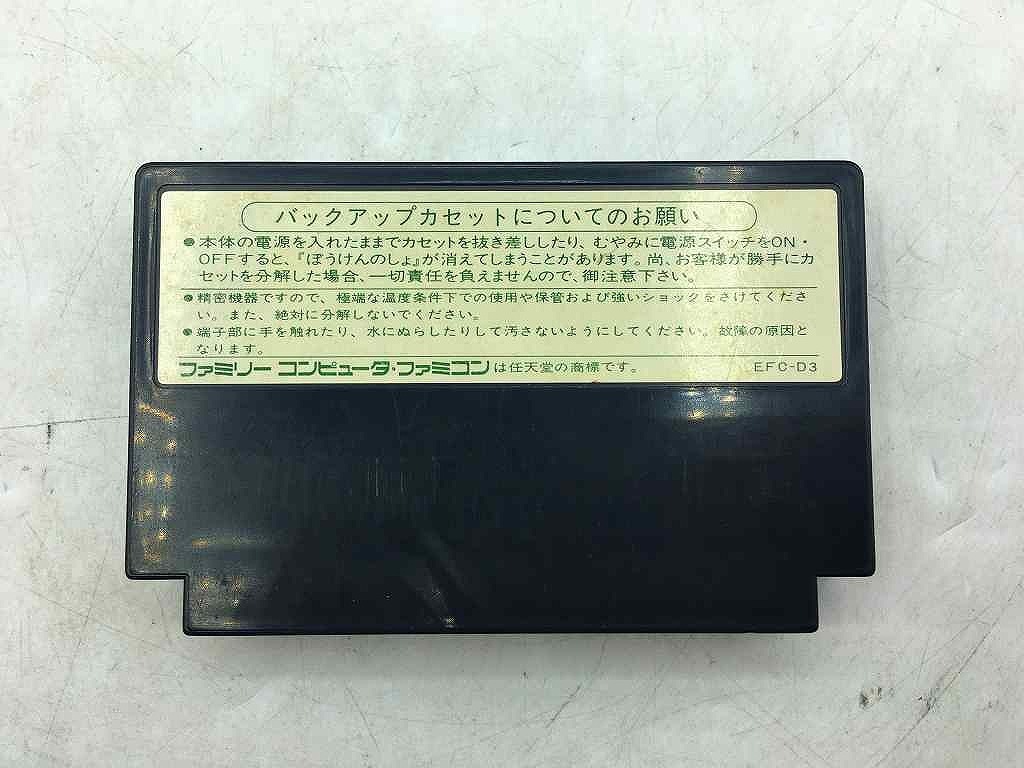 バックアップカセットについてのお願い
●本体の電源を入れたままでカセットを抜き差ししたり、むやみに電源スイッチをON・
OFFすると、『ぼうけんのしょ』が消えてしまうことがあります。尚、お客様が勝手にカ
セットを分解した場合、一切責任を負えませんので、御注意下さい。
●精密機器ですので、極端な温度条件下での使用や保管および強いショックをさけてくださ
い。また、絶対に分解しないでください。
●端子部に手を触れたり、水にぬらしたりして汚さないようにしてください。故障の原因と
なります。
ファミリー コンピュータ・ファミコンは任天堂の商標です。 EFC-D3